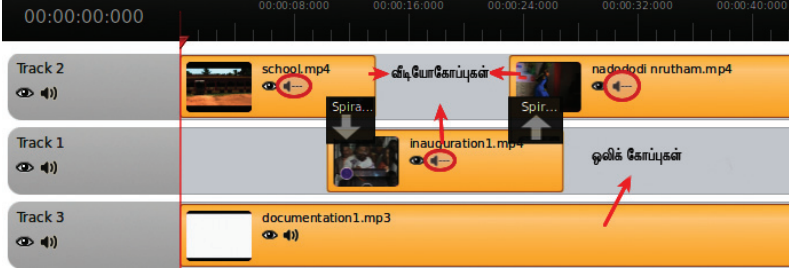 00:00:00:000
00:00:08:000 00:00:16:000 00:00:24:000 00:00:32:000 00:00:40:000
Track 2
school.mp4
வீடியோகோப்புகள்
nadododi nrutham.mp4
Spira...
Spir...
Track 1
inauguration1.mp4
ஒலிக் கோப்புகள்
Track 3
documentation1.mp3